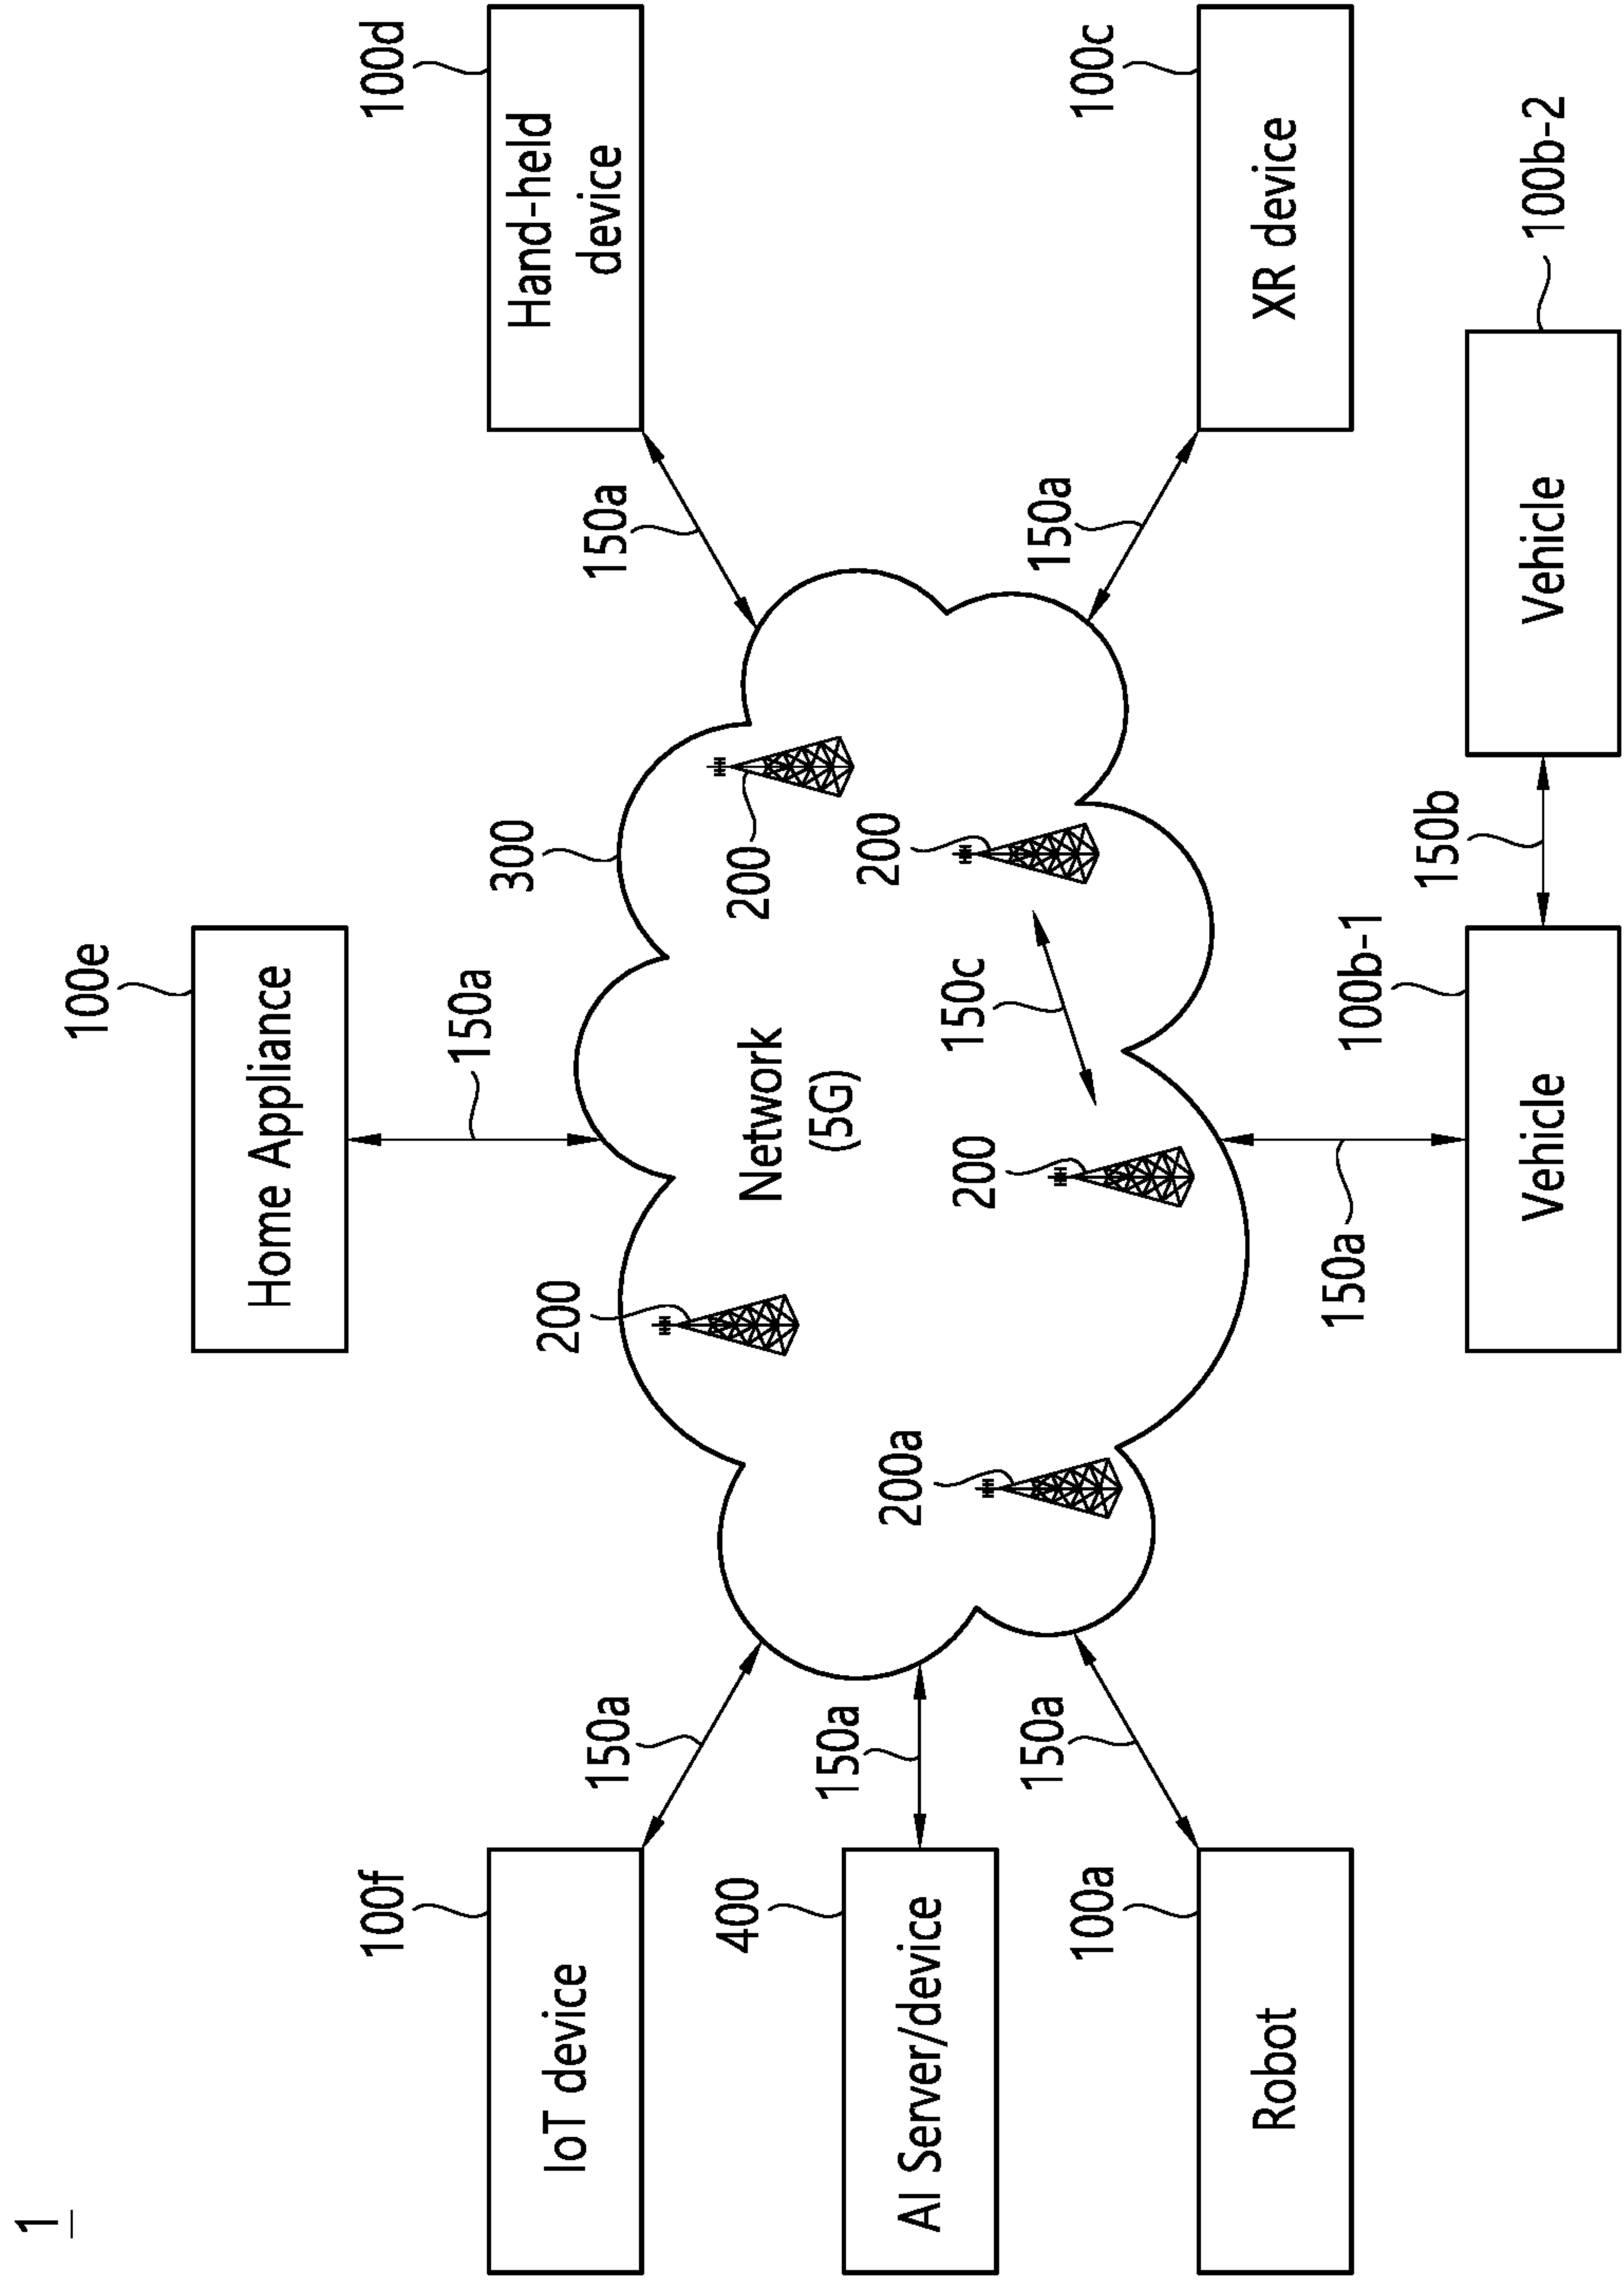 1
100e
Home Appliance
150a
100f
IoT device
150a
300
150a
100d
Hand-held
device
200
Network
(5G)
200
400
AI Server/device
150a
200a
200
150c
200
100a
Robot
150a
150a
100c
XR device
150a
100b-1
Vehicle
150b
100b-2
Vehicle